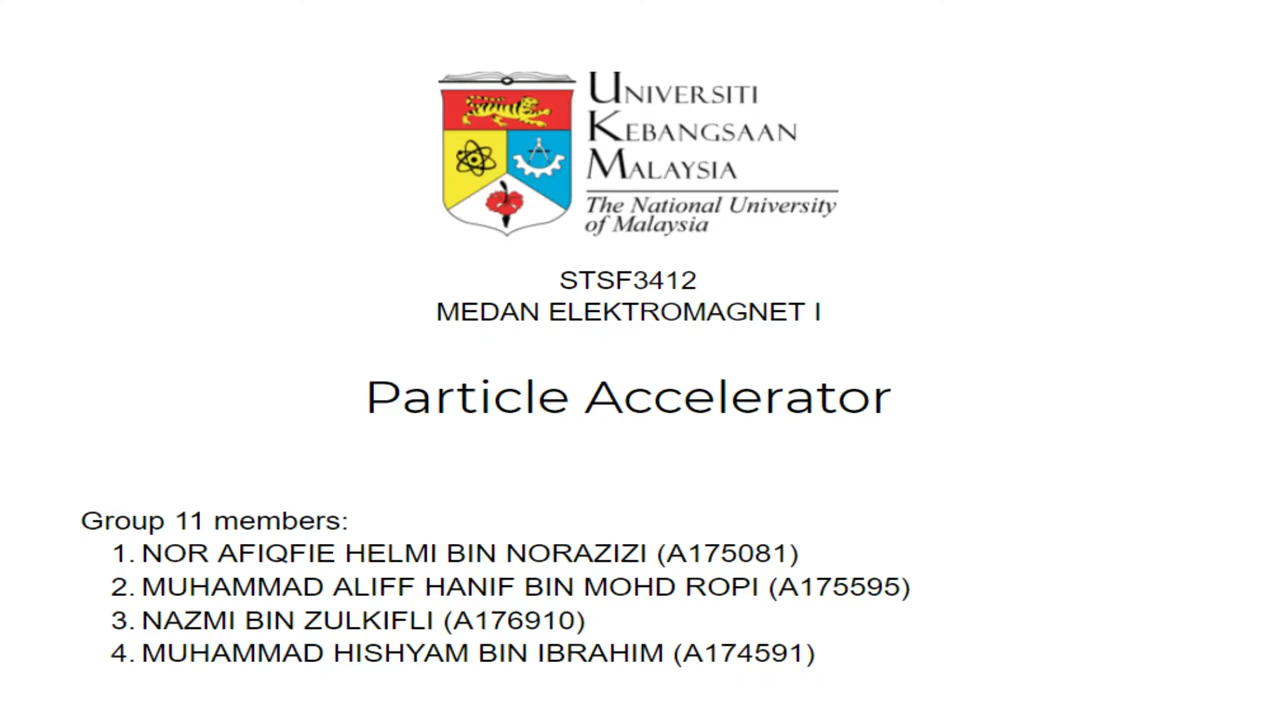 UNIVERSITI
KEBANGSAAN
MALAYSIA
The National University
of Malaysia
STSF3412
MEDAN ELEKTROMAGNET I
Particle Accelerator
Group 11 members:
1. NOR AFIQFIE HELMI BIN NORAZIZI (A175081)
2. MUHAMMAD ALIFF HANIF BIN MOHD ROPI (A175595)
3. NAZMI BIN ZULKIFLI (A176910)
4. MUHAMMAD HISHYAM BIN IBRAHIM (A174591)